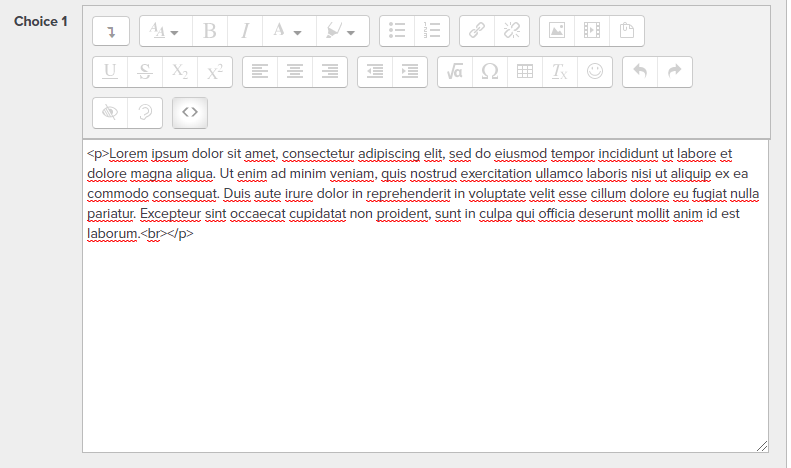 Choice 1
<p>Lorem ipsum dolor sit amet, consectetur adipiscing elit, sed do eiusmod tempor incididunt ut labore et
dolore magna aliqua. Ut enim ad minim veniam, quis nostrud exercitation ullamco laboris nisi ut aliquip ex ea
commodo consequat. Duis aute irure dolor in reprehenderit in voluptate velit esse cillum dolore eu fugiat nulla
pariatur. Excepteur sint occaecat cupidatat non proident, sunt in culpa qui officia deserunt mollit anim id est
laborum.<br></p>